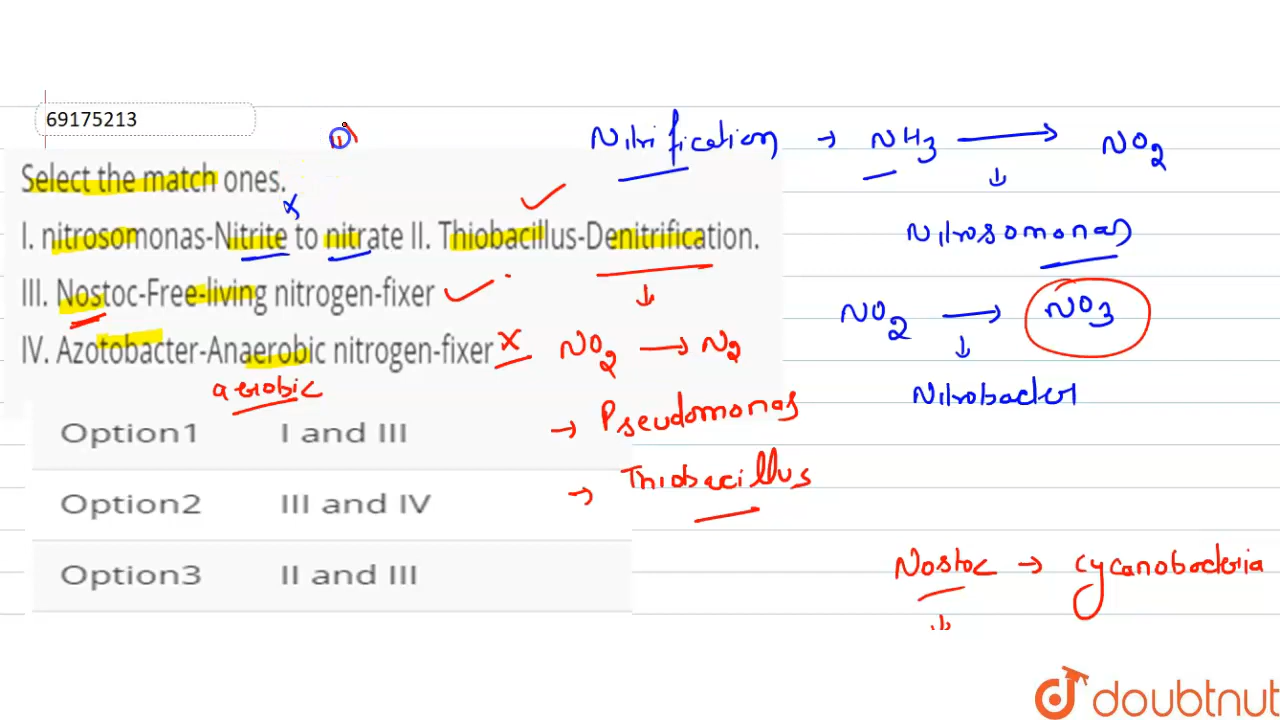 69175213
Nitrification → NH3 → NO2
Select the match ones.
↓
x
I. nitrosomonas-Nitrite to nitrate II. Thiobacillus-Denitrification.
Nitrosomonas
III. Nostoc-Free-living nitrogen-fixer
↓
NO2 → NO3
↓
IV. Azotobacter-Anaerobic nitrogen-fixer x
NO2 → N2
aerobic
Nitrobacter
Option1 I and III
→ Pseudomonas
Option2 III and IV
→ Thiobacillus
Option3 II and III
Nostoc → cycanobacteria
↓
doubtnut